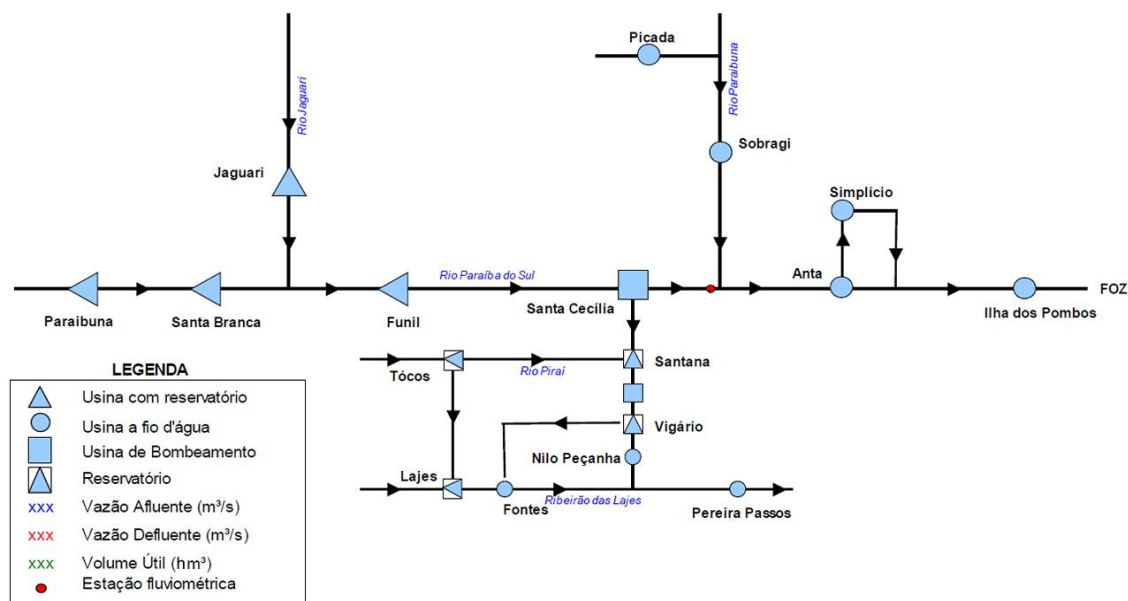 Picada
Rio Jaguari
Rio Paraibuna
Jaguari
Sobragi
Simplício
Rio Paraíba do Sul
Anta
FOZ
Paraibuna
Santa Branca
Funil
Santa Cecília
Ilha dos Pombos
LEGENDA
Usina com reservatório
Usina a fio d'água
Usina de Bombeamento
Reservatório
xxx Vazão Afluente (m³/s)
xxx Vazão Defluente (m³/s)
xxx Volume Útil (hm³)
Estação fluviométrica
Tócos
Rio Piraí
Santana
Vigário
Nilo Peçanha
Lajes
Fontes
Ribeirão das Lajes
Pereira Passos